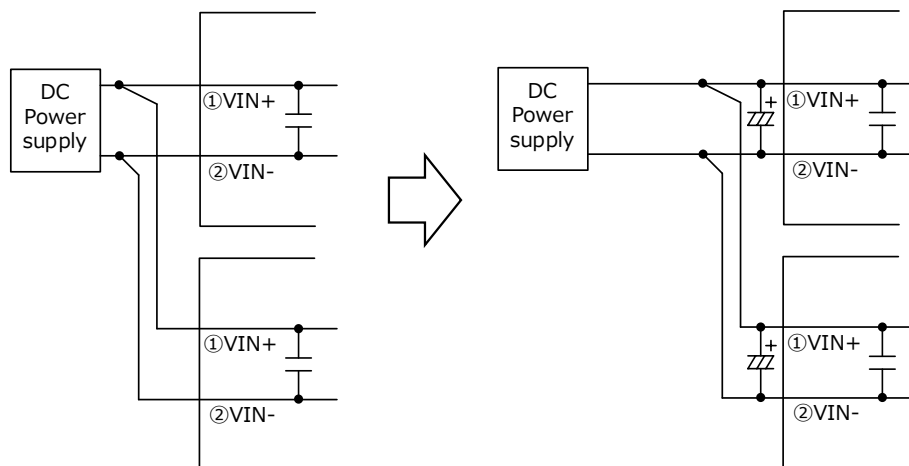 DC
Power
supply
①VIN+
②VIN-
①VIN+
②VIN-
DC
Power
supply
+
①VIN+
②VIN-
+
①VIN+
②VIN-